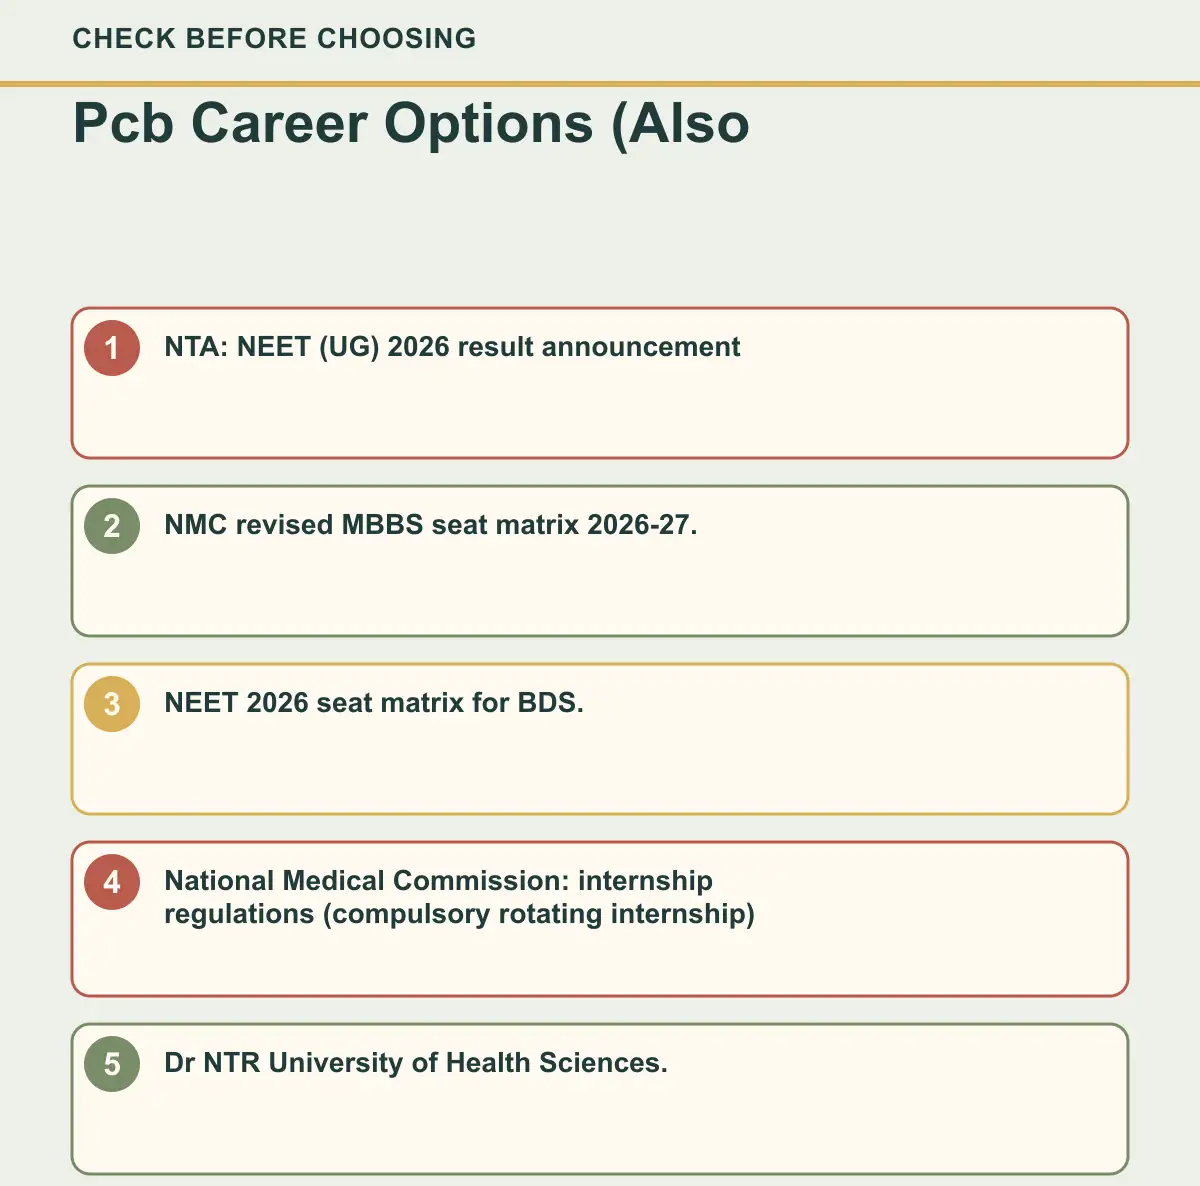 CHECK BEFORE CHOOSING
Pcb Career Options (Also
1
NTA: NEET (UG) 2026 result announcement
2
NMC revised MBBS seat matrix 2026-27.
3
NEET 2026 seat matrix for BDS.
4
National Medical Commission: internship
regulations (compulsory rotating internship)
5
Dr NTR University of Health Sciences.